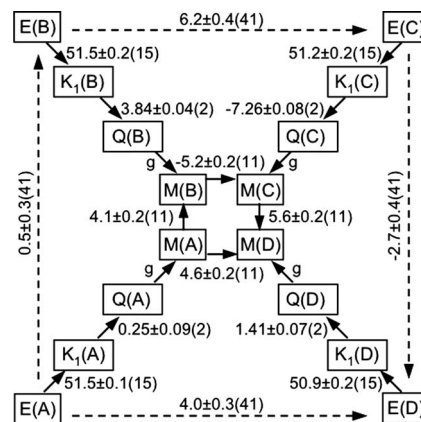 E(B) 6.2±0.4(41) E(C)
51.5±0.2(15) 51.2±0.2(15)
K₁(B) K₁(C)
3.84±0.04(2) -7.26±0.08(2)
Q(B) Q(C)
g -5.2±0.2(11) g
M(B) M(C)
0.5±0.3(41) 4.1±0.2(11) 5.6±0.2(11) -2.7±0.4(41)
M(A) M(D)
g 4.6±0.2(11) g
Q(A) Q(D)
0.25±0.09(2) 1.41±0.07(2)
K₁(A) K₁(D)
51.5±0.1(15) 50.9±0.2(15)
E(A) 4.0±0.3(41) E(D)